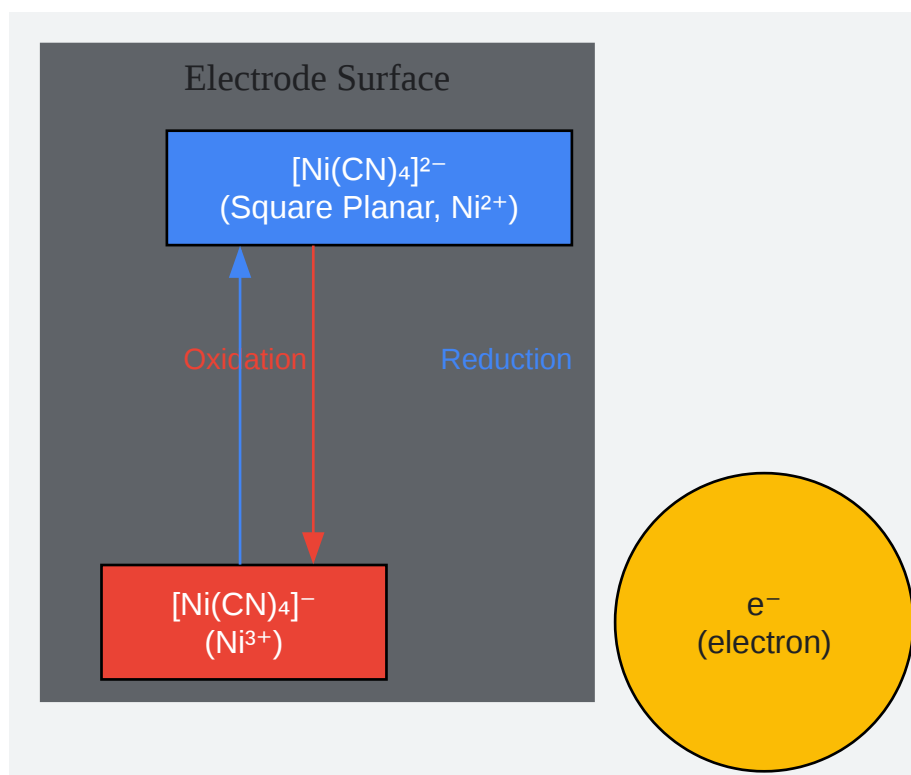 Electrode Surface
[Ni(CN)₄]²⁻
(Square Planar, Ni²⁺)
Oxidation
Reduction
[Ni(CN)₄]⁻
(Ni³⁺)
e⁻
(electron)